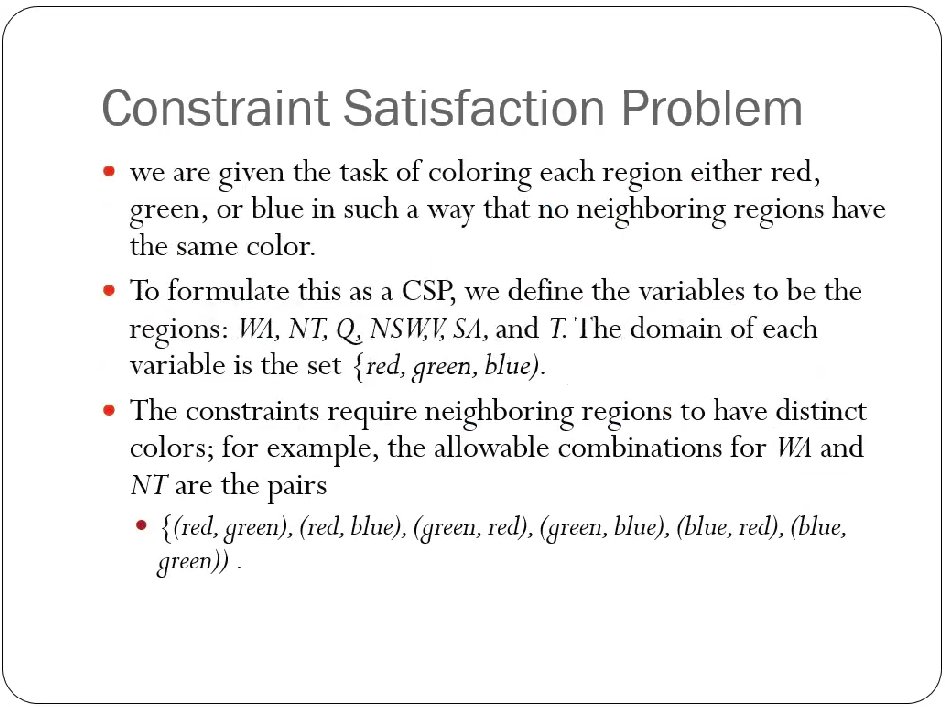 Constraint Satisfaction Problem
• we are given the task of coloring each region either red,
green, or blue in such a way that no neighboring regions have
the same color.
• To formulate this as a CSP, we define the variables to be the
regions: WA, NT, Q, NSW,V, SA, and T. The domain of each
variable is the set {red, green, blue).
• The constraints require neighboring regions to have distinct
colors; for example, the allowable combinations for WA and
NT are the pairs
• {(red, green), (red, blue), (green, red), (green, blue), (blue, red), (blue,
green)) .